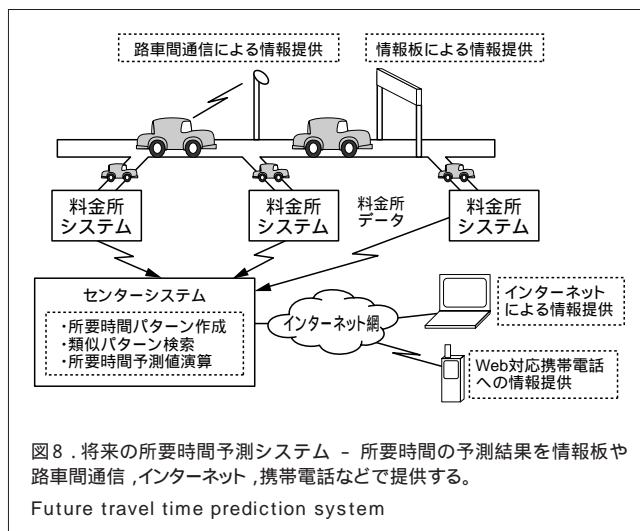 路車間通信による情報提供
情報板による情報提供
料金所
システム
料金所
システム
料金所
データ
料金所
システム
センターシステム
・所要時間パターン作成
・類似パターン検索
・所要時間予測値演算
インターネット網
インターネット
による情報提供
Web対応携帯電話
への情報提供
図8．将来の所要時間予測システム － 所要時間の予測結果を情報板や
路車間通信，インターネット，携帯電話などで提供する。
Future travel time prediction system